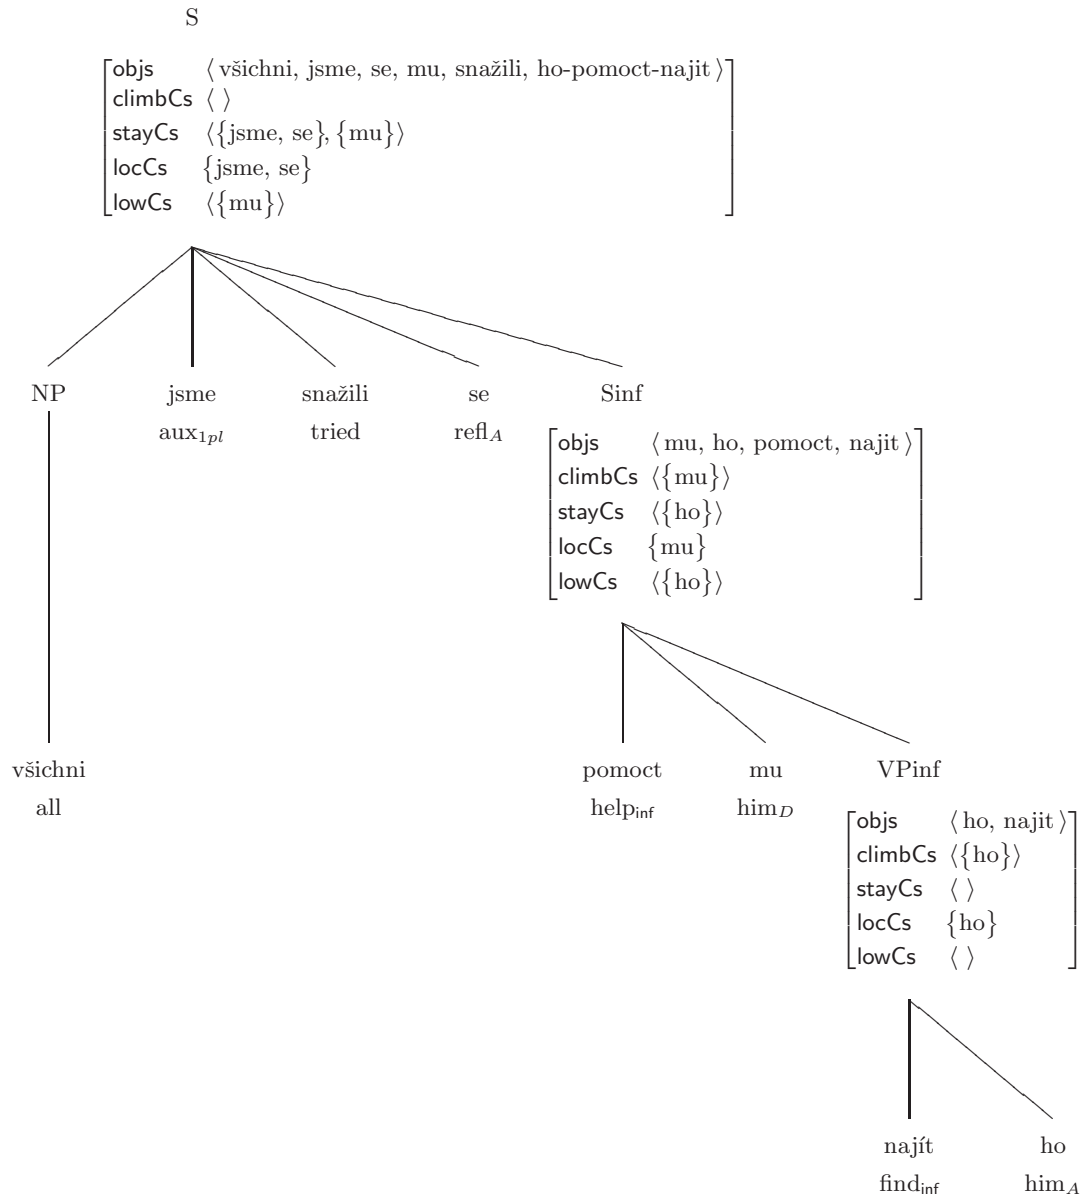 S
objs ⟨ všichni, jsme, se, mu, snažili, ho-pomoct-najit ⟩
climbCs ⟨ ⟩
stayCs ⟨{jsme, se}, {mu}⟩
locCs {jsme, se}
lowCs ⟨{mu}⟩
NP jsme snažili se Sinf
aux1pl tried reflA
objs ⟨ mu, ho, pomoct, najit ⟩
climbCs ⟨{mu}⟩
stayCs ⟨{ho}⟩
locCs {mu}
lowCs ⟨{ho}⟩
všichni pomoct mu VPinf
all helpinf himD
objs ⟨ ho, najit ⟩
climbCs ⟨{ho}⟩
stayCs ⟨ ⟩
locCs {ho}
lowCs ⟨ ⟩
najít ho
findinf himA